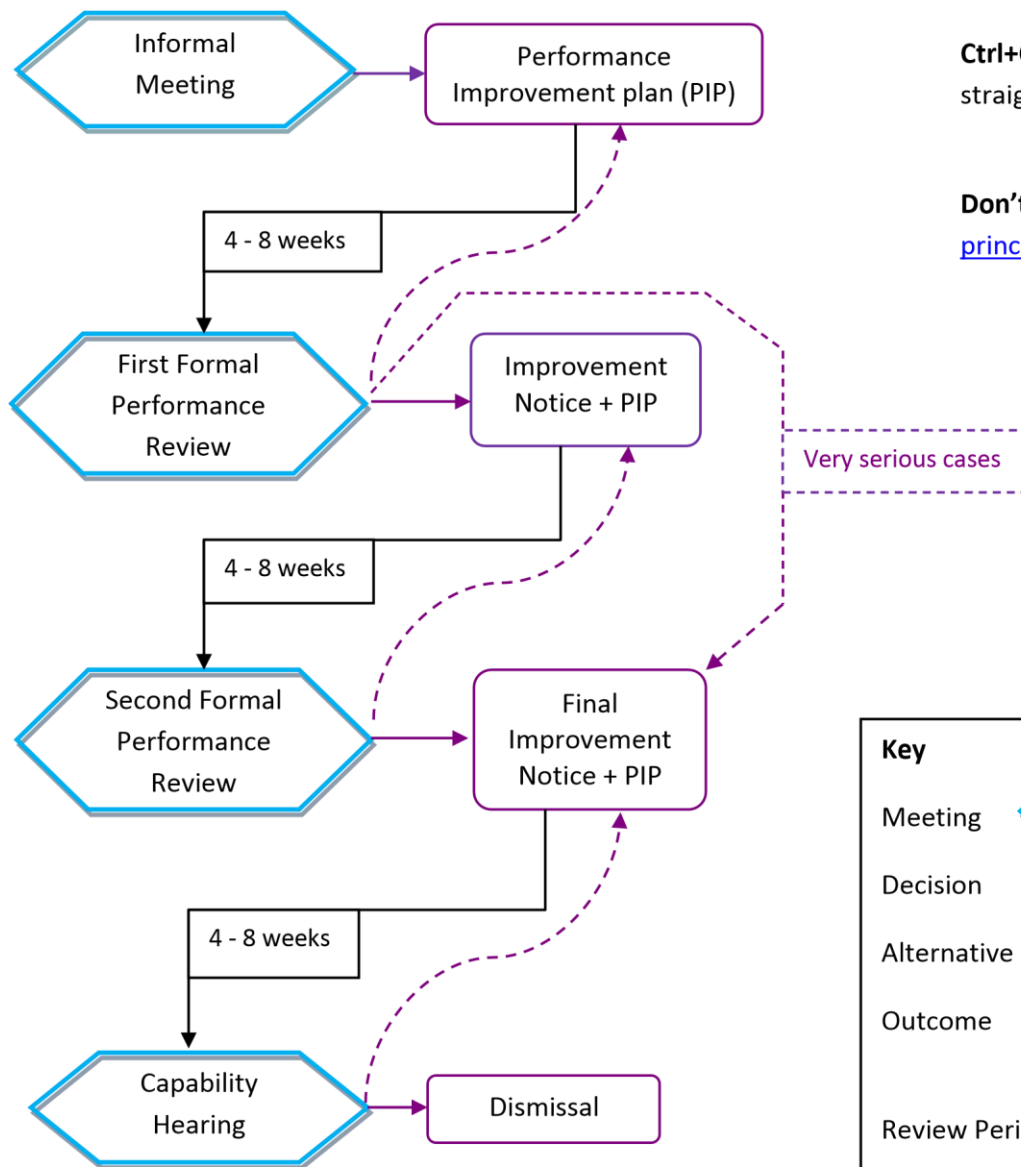 Informal
Meeting
Performance
Improvement plan (PIP)
4 - 8 weeks
First Formal
Performance
Review
Improvement
Notice + PIP
Very serious cases
4 - 8 weeks
Second Formal
Performance
Review
Final
Improvement
Notice + PIP
4 - 8 weeks
Capability
Hearing
Dismissal
Key
Meeting
Decision
Alternative
Outcome
Review